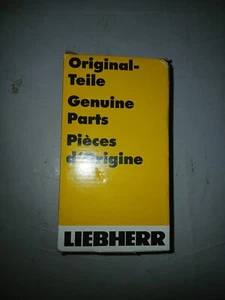 Original-
Teile
Genuine
Parts
Pièces
d'Origine
LIEBHERR